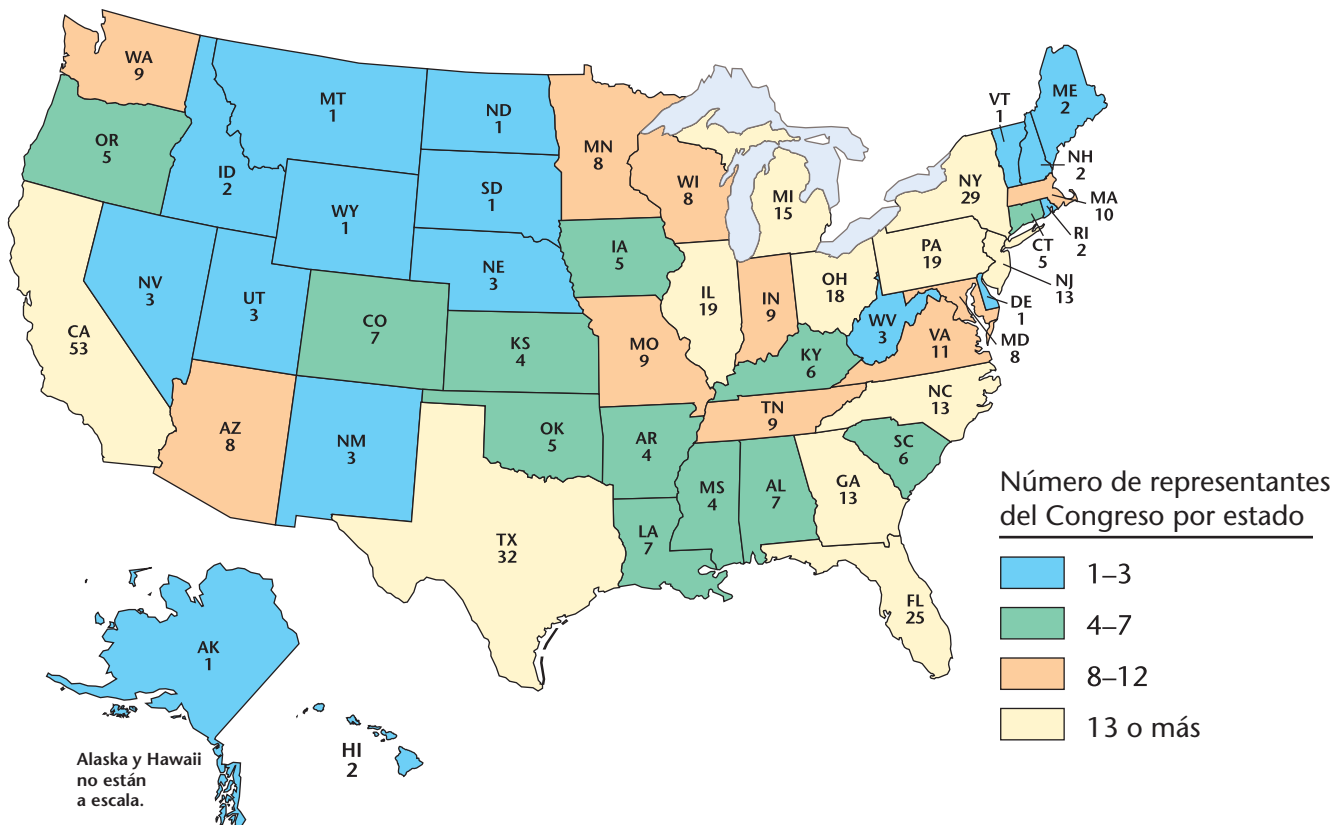 WA
9
MT
1
ND
1
MN
8
VT
1
ME
2
OR
5
ID
2
WY
1
SD
1
WI
8
MI
15
NY
29
NH
2
MA
10
RI
2
CT
5
NJ
13
PA
19
NV
3
UT
3
CO
7
NE
3
IA
5
IL
19
IN
9
OH
18
WV
3
VA
11
DE
1
MD
8
CA
53
KS
4
MO
9
KY
6
NC
13
TN
9
AZ
8
NM
3
OK
5
AR
4
SC
6
MS
4
AL
7
GA
13
TX
32
LA
7
FL
25
AK
1
HI
2
Alaska y Hawaii
no están
a escala.
Número de representantes
del Congreso por estado
1–3
4–7
8–12
13 o más